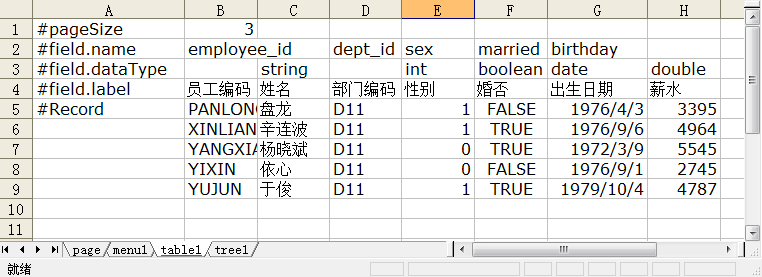 A B C D E F G H
1 #pageSize 3
2 #field.name employee_id dept_id sex married birthday
3 #field.dataType string int boolean date double
4 #field.label 员工编码 姓名 部门编码 性别 婚否 出生日期 薪水
5 #Record PANLONG 盘龙 D11 1 FALSE 1976/4/3 3395
6 XINLIAN 辛连波 D11 1 TRUE 1976/9/6 4964
7 YANGXIA 杨晓斌 D11 0 TRUE 1972/3/9 5545
8 YIXIN 依心 D11 0 FALSE 1976/9/1 2745
9 YUJUN 于俊 D11 1 TRUE 1979/10/4 4787
10
11
page menu1 table1 tree1
就绪